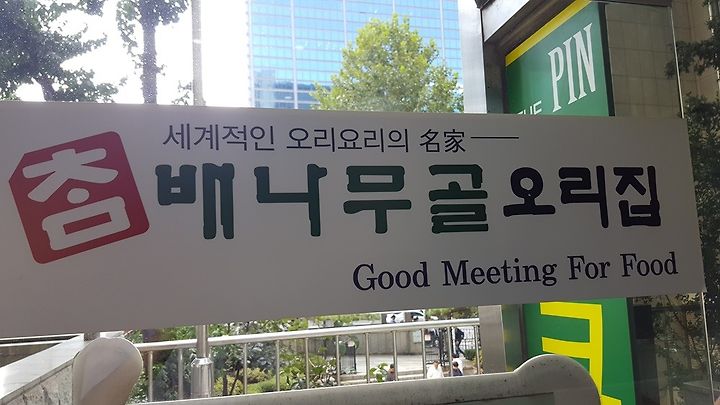 세계적인 오리요리의 名家
참 배나무골 오리집
Good Meeting For Food
THE PIN